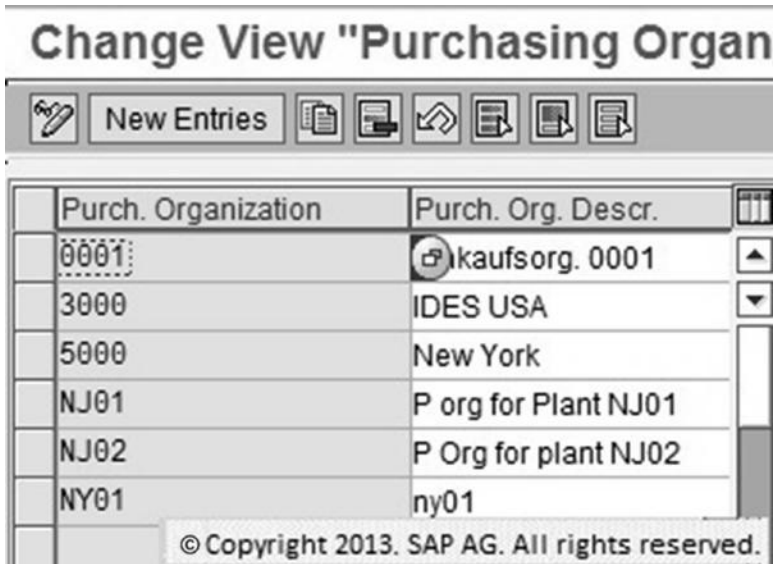 Change View "Purchasing Organ
New Entries
Purch. Organization Purch. Org. Descr.
0001 kaufsorg. 0001
3000 IDES USA
5000 New York
NJ01 P org for Plant NJ01
NJ02 P Org for plant NJ02
NY01 ny01
© Copyright 2013. SAP AG. All rights reserved.